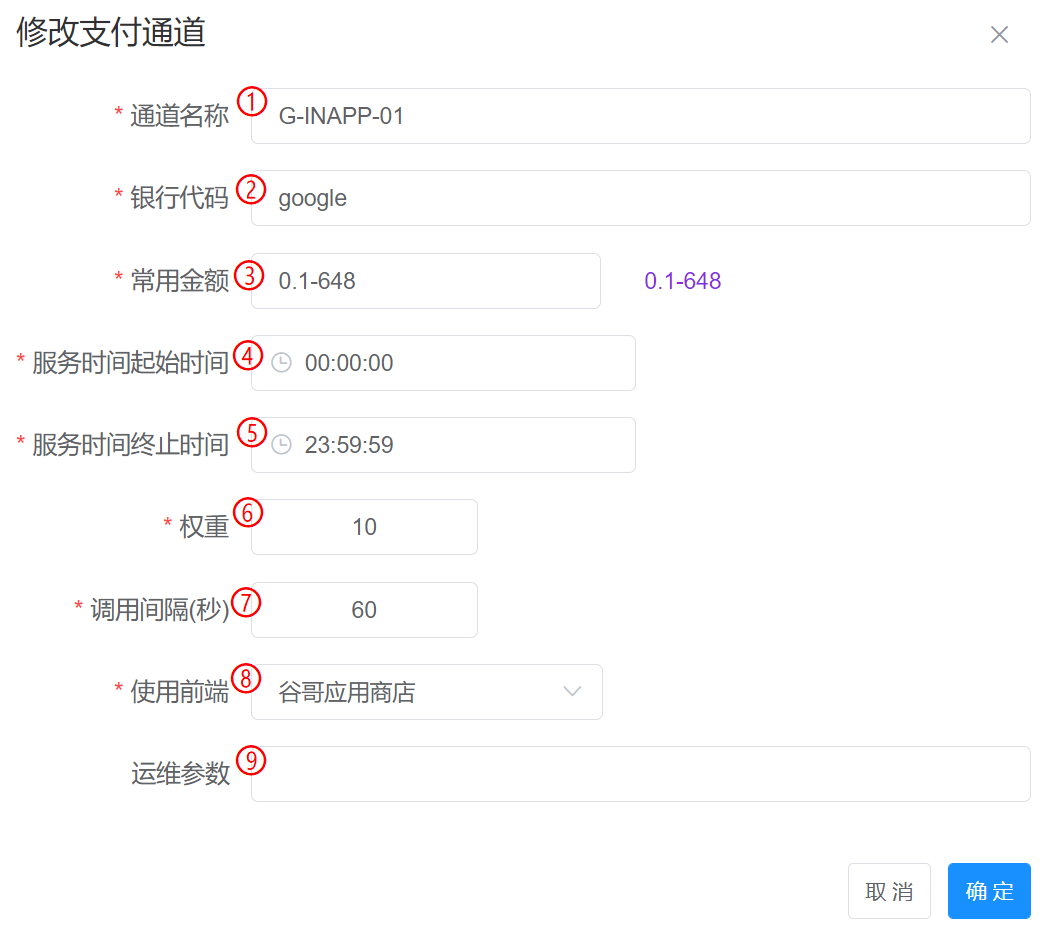 修改支付通道
* 通道名称 ① G-INAPP-01
* 银行代码 ② google
* 常用金额 ③ 0.1-648 0.1-648
* 服务时间起始时间 ④ 00:00:00
* 服务时间终止时间 ⑤ 23:59:59
* 权重 ⑥ 10
* 调用间隔(秒) ⑦ 60
* 使用前端 ⑧ 谷哥应用商店
运维参数 ⑨
取消 确定